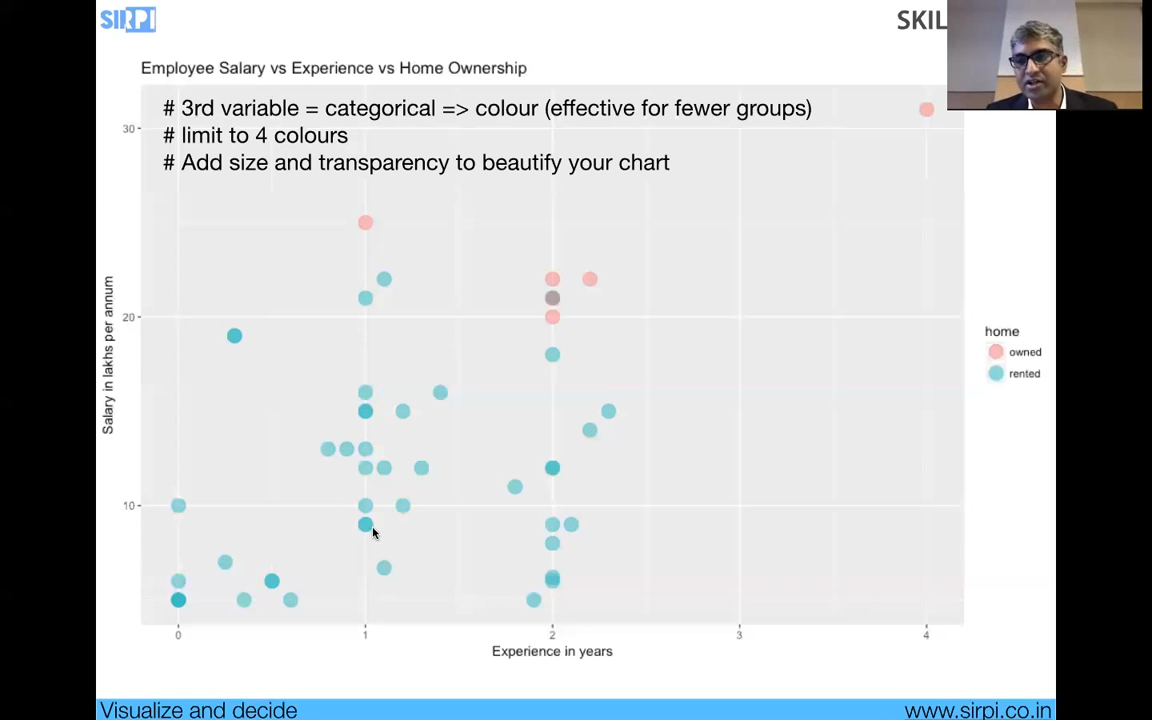 SIRPI
SKIL
Employee Salary vs Experience vs Home Ownership
# 3rd variable = categorical => colour (effective for fewer groups)
# limit to 4 colours
# Add size and transparency to beautify your chart
30
20
10
Salary in lakhs per annum
home
owned
rented
0 1 2 3 4
Experience in years
Visualize and decide
www.sirpi.co.in